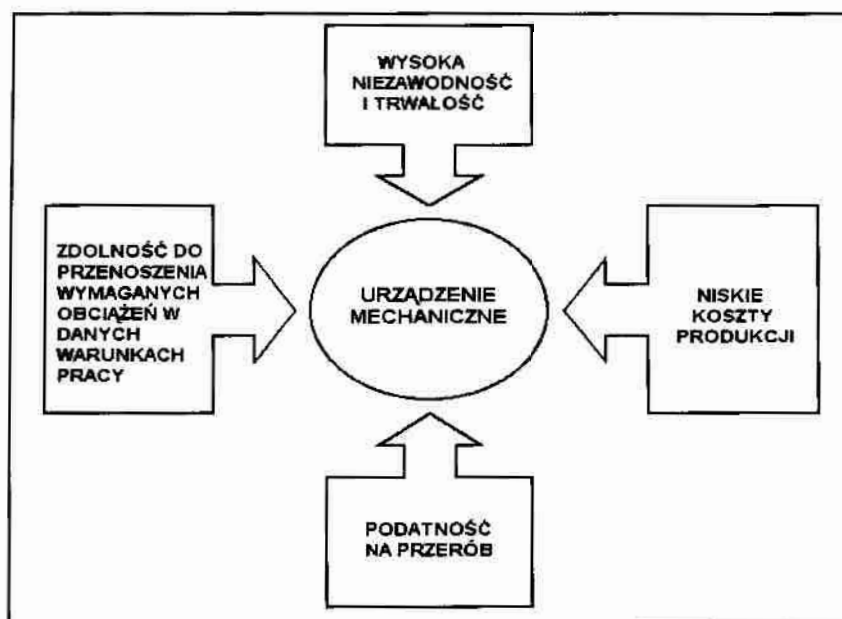 WYSOKA
NIEZAWODNOŚĆ
I TRWAŁOŚĆ
ZDOLNOŚĆ DO
PRZENOSZENIA
WYMAGANYCH
OBCIĄŻEŃ W
DANYCH
WARUNKACH
PRACY
URZĄDZENIE
MECHANICZNE
NISKIE
KOSZTY
PRODUKCJI
PODATNOŚĆ
NA PRZERÓB